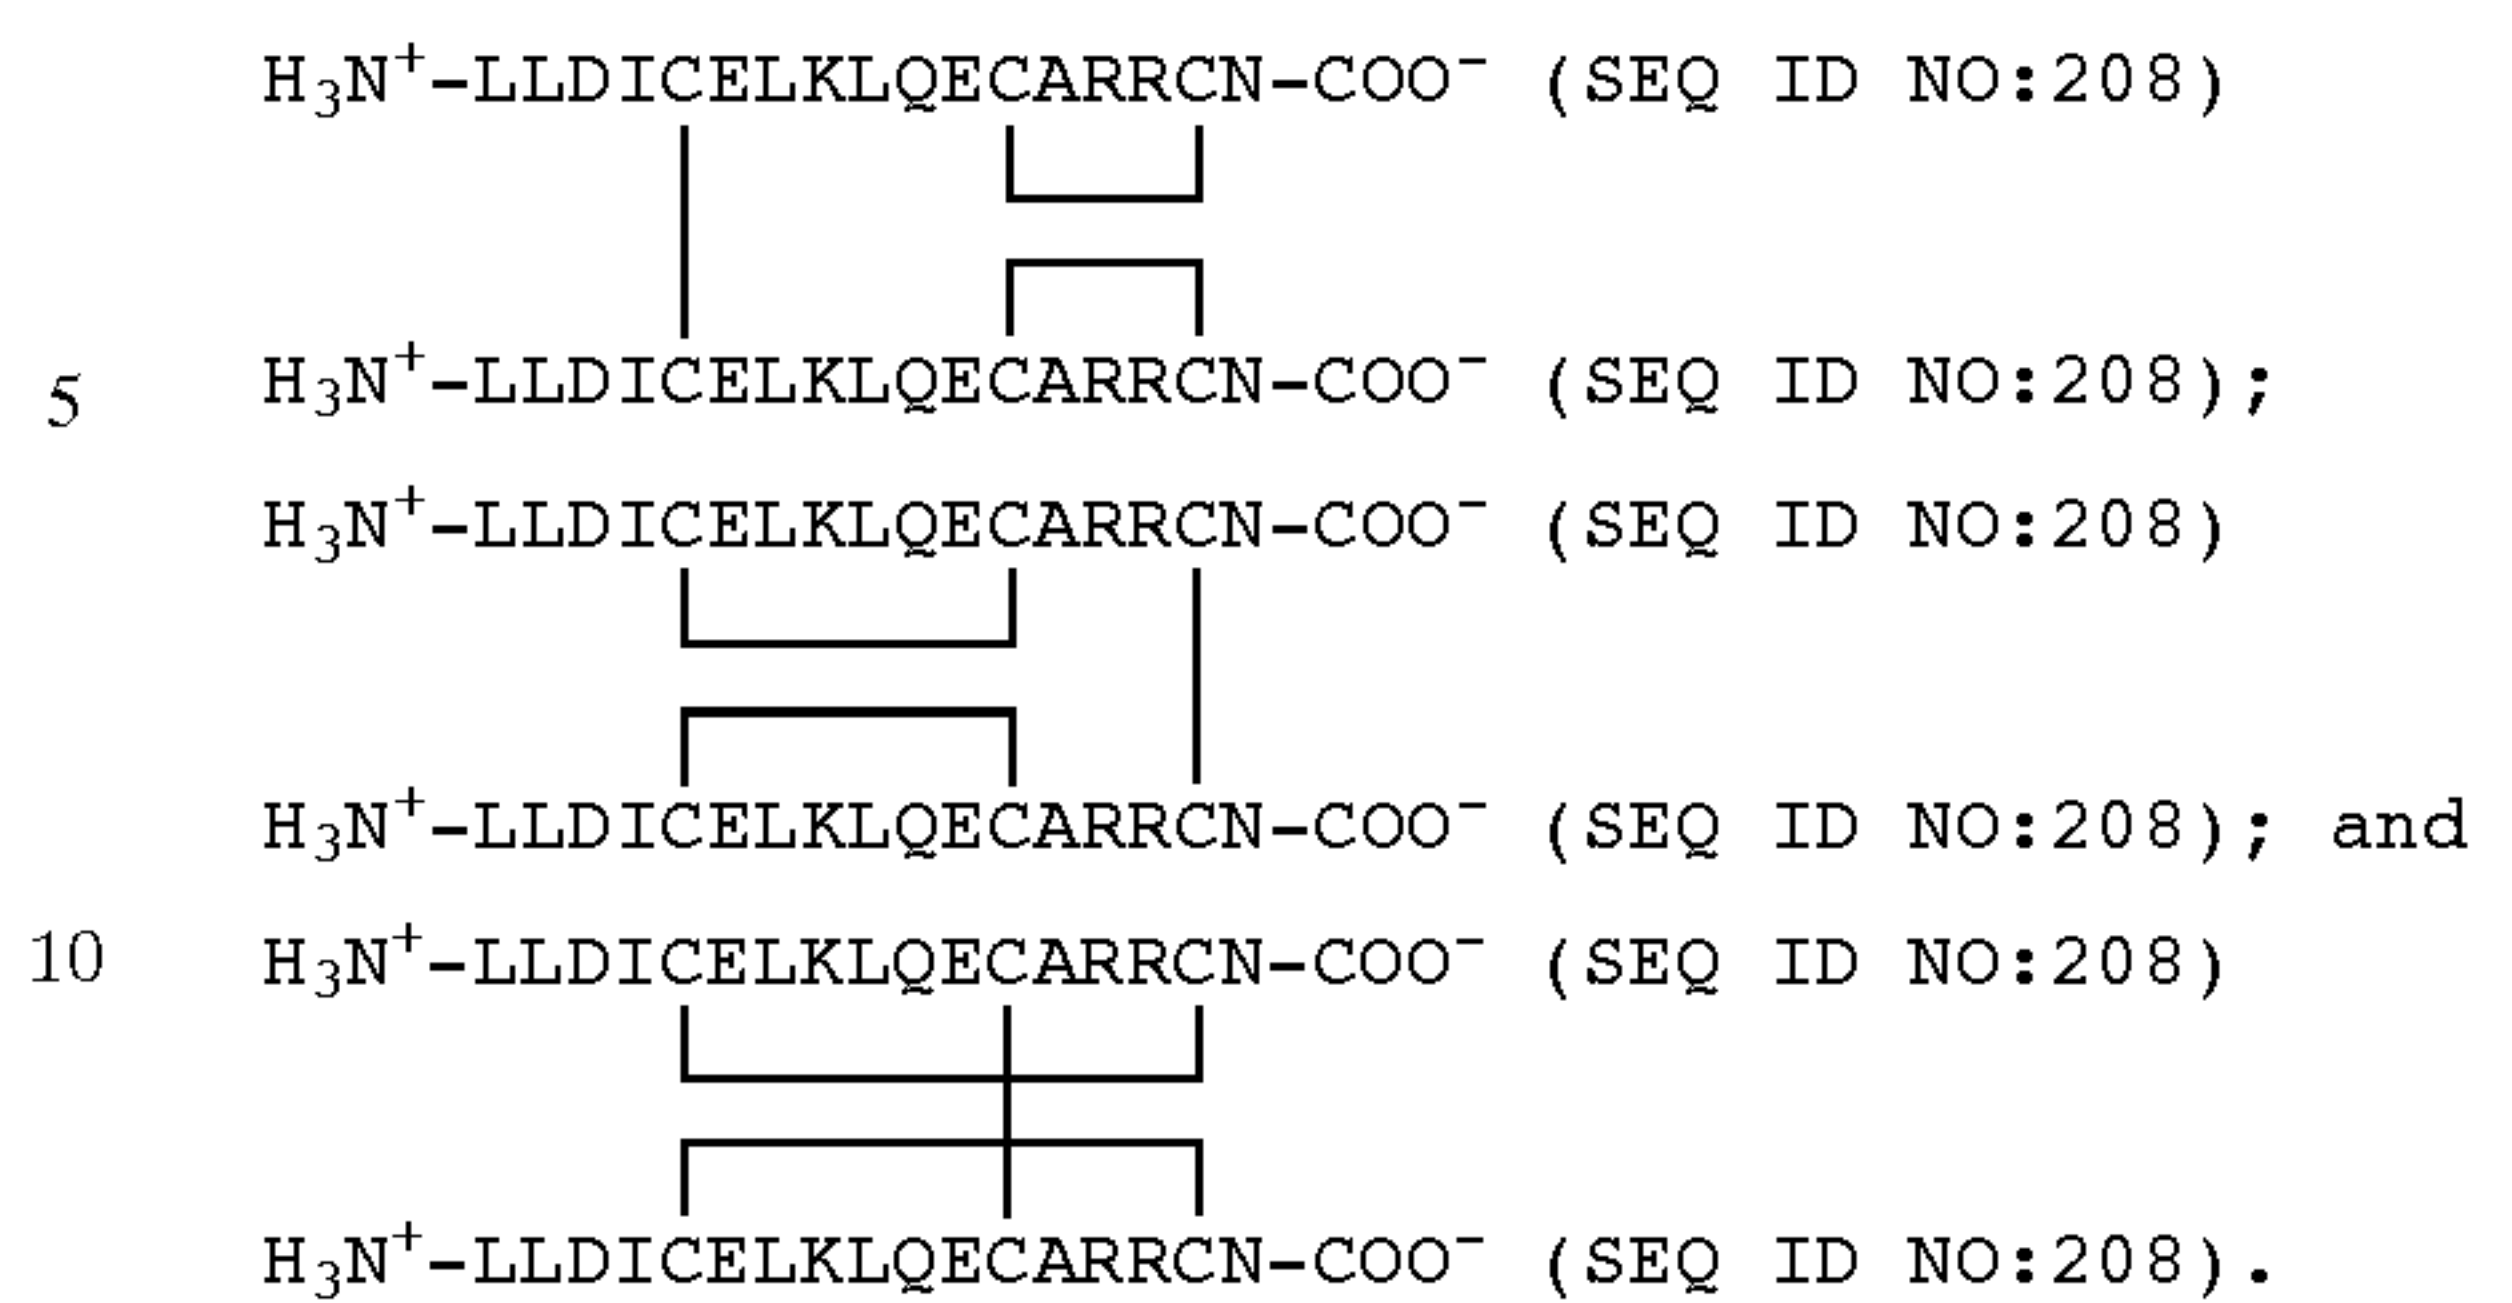 H₃N⁺-LLDICELKLQECARRCN-COO⁻ (SEQ ID NO:208)
5 H₃N⁺-LLDICELKLQECARRCN-COO⁻ (SEQ ID NO:208);
H₃N⁺-LLDICELKLQECARRCN-COO⁻ (SEQ ID NO:208)
H₃N⁺-LLDICELKLQECARRCN-COO⁻ (SEQ ID NO:208); and
10 H₃N⁺-LLDICELKLQECARRCN-COO⁻ (SEQ ID NO:208)
H₃N⁺-LLDICELKLQECARRCN-COO⁻ (SEQ ID NO:208).